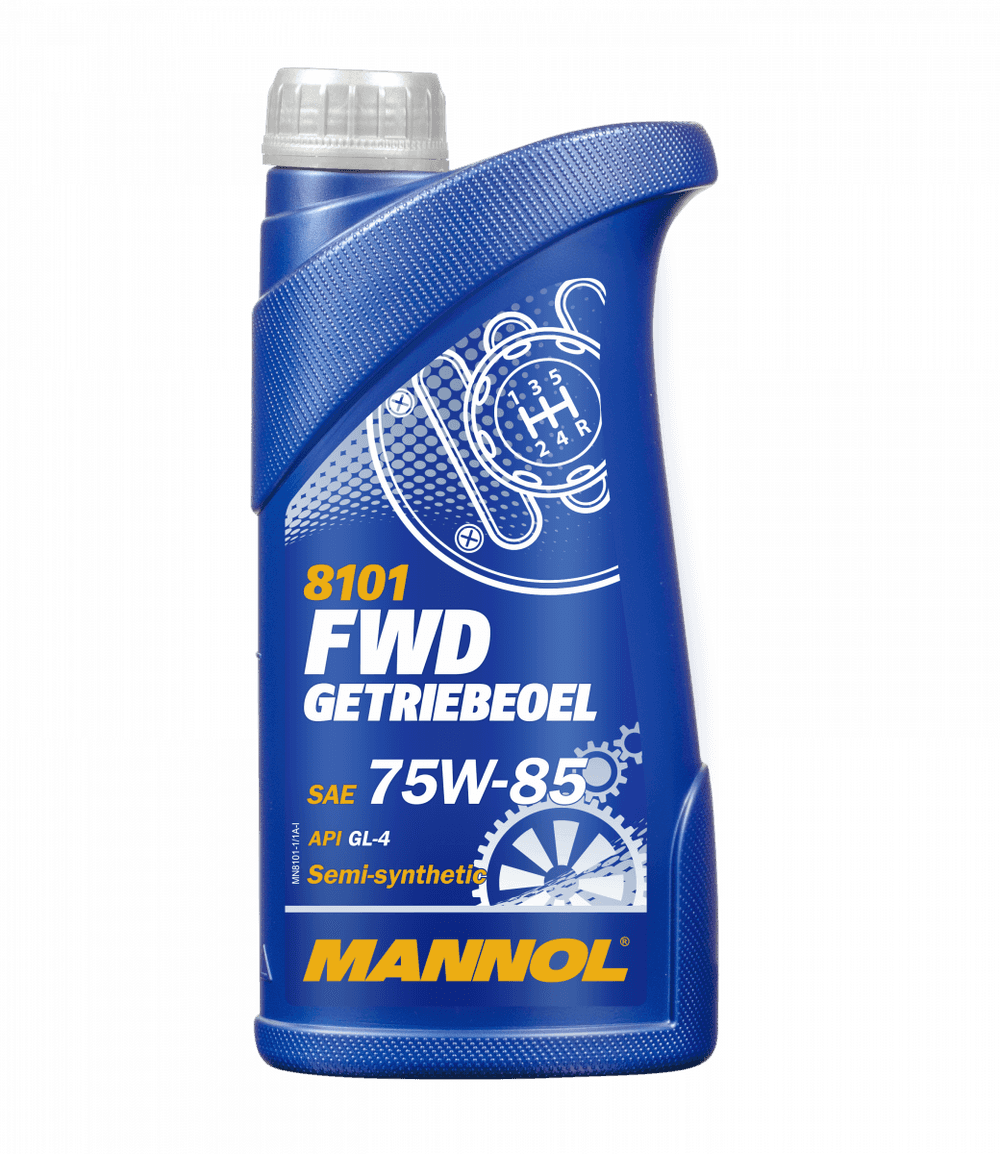 1 3 5
2 4 R
8101
FWD
GETRIEBEOEL
SAE 75W-85
API GL-4
Semi-synthetic
MN8101-1/1A-I
MANNOL®